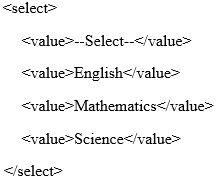 <select>
<value>--Select--</value>
<value>English</value>
<value>Mathematics</value>
<value>Science</value>
</select>